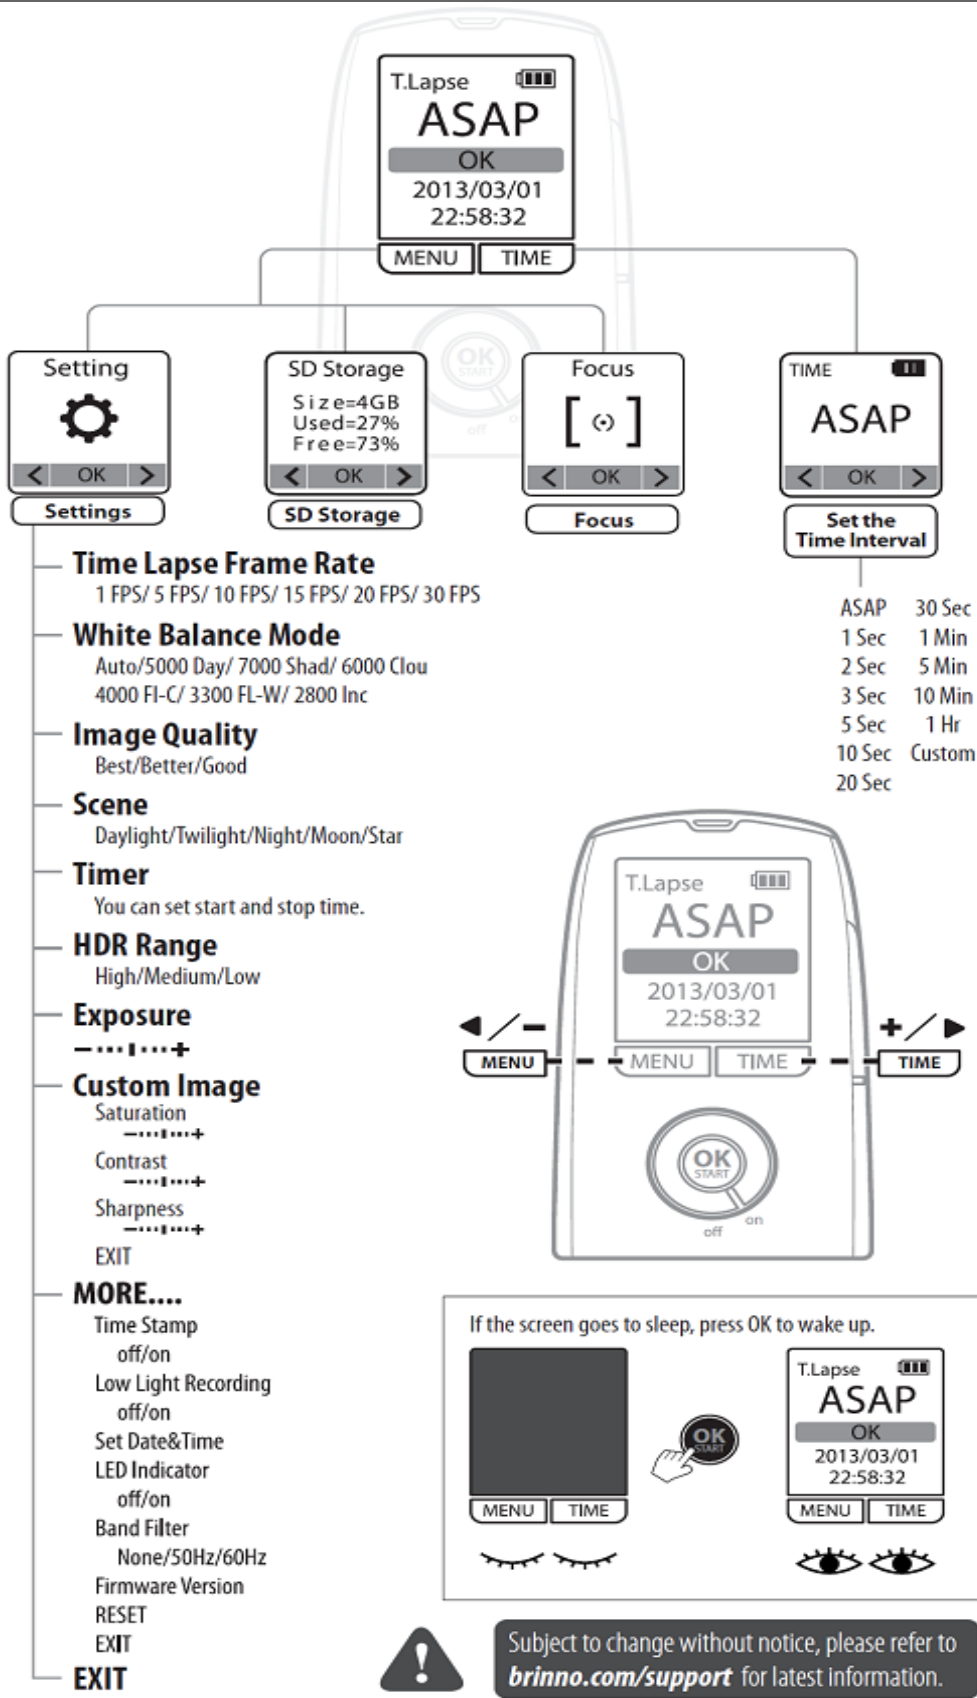 T.Lapse
ASAP
OK
2013/03/01
22:58:32
MENU TIME
OK
START
on
off
Setting
< OK >
Settings
SD Storage
Size=4GB
Used=27%
Free=73%
< OK >
SD Storage
Focus
[ (·) ]
< OK >
Focus
TIME
ASAP
< OK >
Set the
Time Interval
ASAP 30 Sec
1 Sec 1 Min
2 Sec 5 Min
3 Sec 10 Min
5 Sec 1 Hr
10 Sec Custom
20 Sec
Time Lapse Frame Rate
1 FPS/ 5 FPS/ 10 FPS/ 15 FPS/ 20 FPS/ 30 FPS
White Balance Mode
Auto/5000 Day/ 7000 Shad/ 6000 Clou
4000 Fl-C/ 3300 FL-W/ 2800 Inc
Image Quality
Best/Better/Good
Scene
Daylight/Twilight/Night/Moon/Star
Timer
You can set start and stop time.
HDR Range
High/Medium/Low
Exposure
− +
Custom Image
Saturation
− +
Contrast
− +
Sharpness
− +
EXIT
MORE....
Time Stamp
off/on
Low Light Recording
off/on
Set Date&Time
LED Indicator
off/on
Band Filter
None/50Hz/60Hz
Firmware Version
RESET
EXIT
EXIT
T.Lapse
ASAP
OK
2013/03/01
22:58:32
◀/− +/▶
MENU MENU TIME TIME
OK
START
on
off
If the screen goes to sleep, press OK to wake up.
MENU TIME
OK
START
T.Lapse
ASAP
OK
2013/03/01
22:58:32
MENU TIME
!
Subject to change without notice, please refer to
brinno.com/support for latest information.